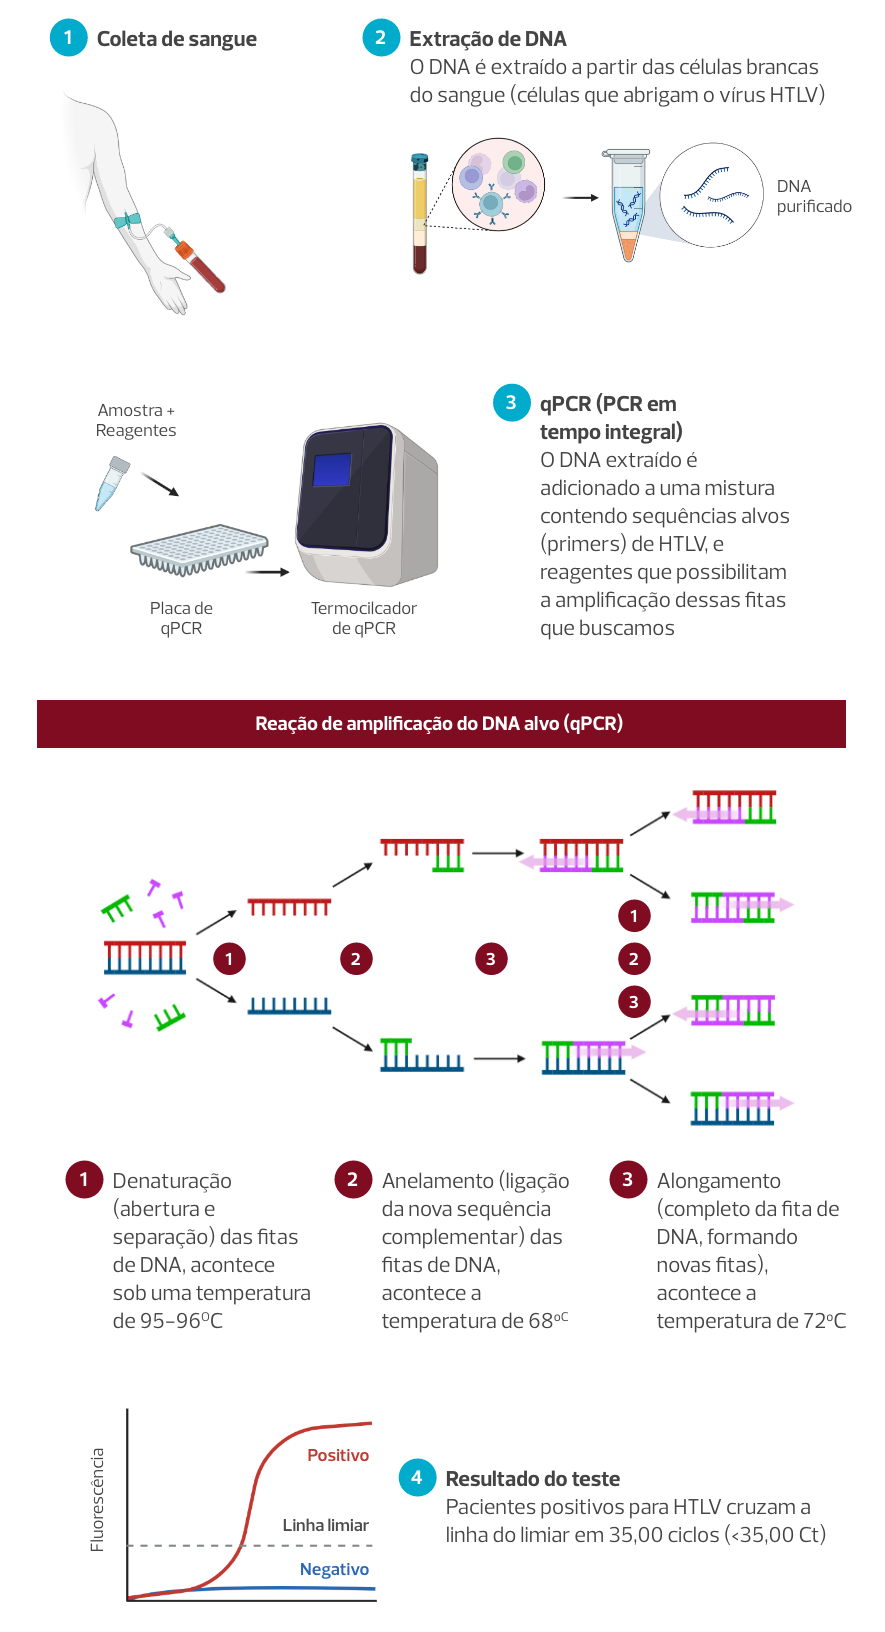 1 Coleta de sangue
2 Extração de DNA
O DNA é extraído a partir das células brancas
do sangue (células que abrigam o vírus HTLV)
DNA
purificado
Amostra +
Reagentes
Placa de
qPCR
Termocilcador
de qPCR
3 qPCR (PCR em
tempo integral)
O DNA extraído é
adicionado a uma mistura
contendo sequências alvos
(primers) de HTLV, e
reagentes que possibilitam
a amplificação dessas fitas
que buscamos
Reação de amplificação do DNA alvo (qPCR)
1
2
3
1
2
3
1 Denaturação
(abertura e
separação) das fitas
de DNA, acontece
sob uma temperatura
de 95-96ºC
2 Anelamento (ligação
da nova sequência
complementar) das
fitas de DNA,
acontece a
temperatura de 68ºC
3 Alongamento
(completo da fita de
DNA, formando
novas fitas),
acontece a
temperatura de 72ºC
Fluorescência
Positivo
Linha limiar
Negativo
4 Resultado do teste
Pacientes positivos para HTLV cruzam a
linha do limiar em 35,00 ciclos (<35,00 Ct)